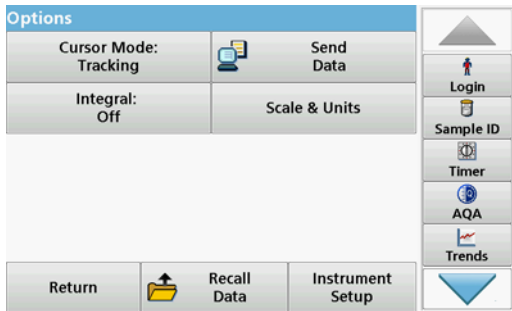 Options
Cursor Mode:
Tracking
Send
Data
Integral:
Off
Scale & Units
Return
Recall
Data
Instrument
Setup
Login
Sample ID
Timer
AQA
Trends